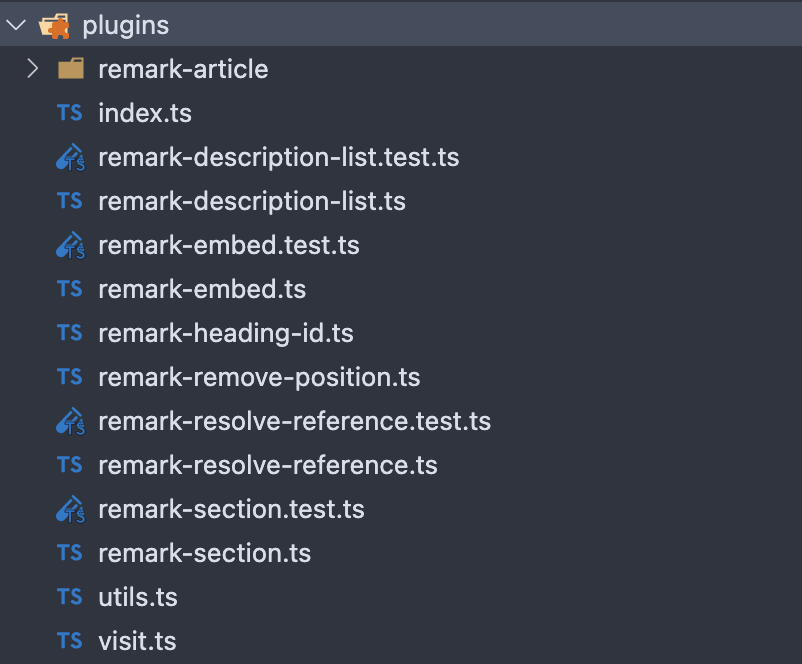 plugins
remark-article
TS index.ts
TS remark-description-list.test.ts
TS remark-description-list.ts
TS remark-embed.test.ts
TS remark-embed.ts
TS remark-heading-id.ts
TS remark-remove-position.ts
TS remark-resolve-reference.test.ts
TS remark-resolve-reference.ts
TS remark-section.test.ts
TS remark-section.ts
TS utils.ts
TS visit.ts